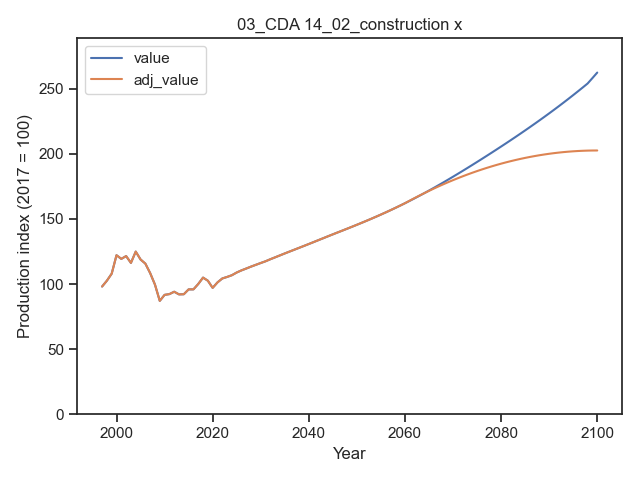 03_CDA 14_02_construction x
value
adj_value
Production index (2017 = 100)
250
200
150
100
50
0
2000 2020 2040 2060 2080 2100
Year